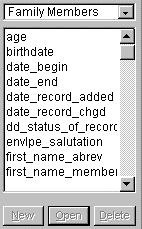 Family Members
age
birthdate
date_begin
date_end
date_record_added
date_record_chgd
dd_status_of_record
envlpe_salutation
first_name_abrev
first_name_member
New
Open
Delete